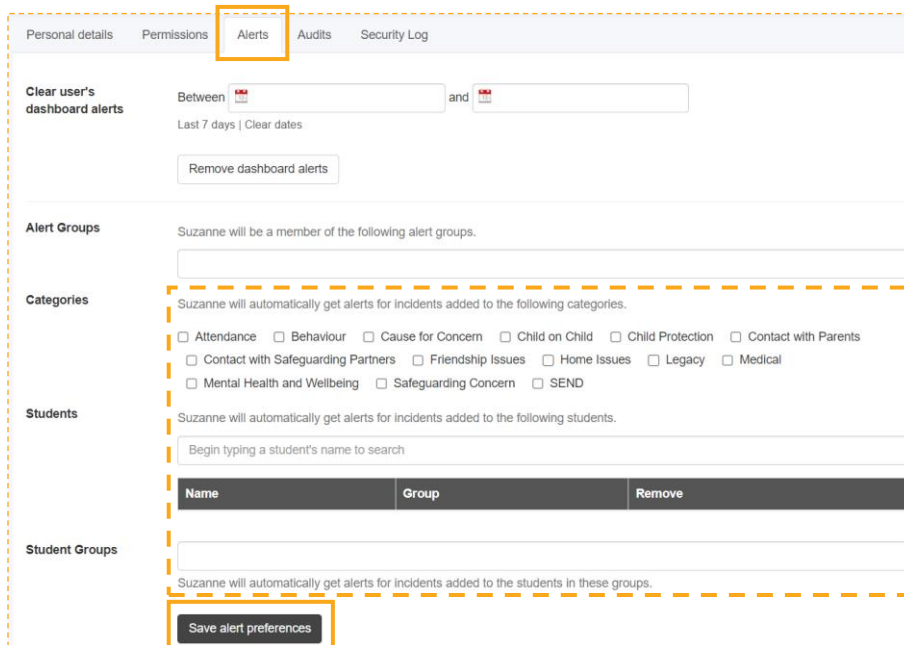 Personal details Permissions Alerts Audits Security Log
Clear user's
dashboard alerts
Between and
Last 7 days | Clear dates
Remove dashboard alerts
Alert Groups
Suzanne will be a member of the following alert groups.
Categories
Suzanne will automatically get alerts for incidents added to the following categories.
Attendance Behaviour Cause for Concern Child on Child Child Protection Contact with Parents
Contact with Safeguarding Partners Friendship Issues Home Issues Legacy Medical
Mental Health and Wellbeing Safeguarding Concern SEND
Students
Suzanne will automatically get alerts for incidents added to the following students.
Begin typing a student's name to search
Name Group Remove
Student Groups
Suzanne will automatically get alerts for incidents added to the students in these groups.
Save alert preferences